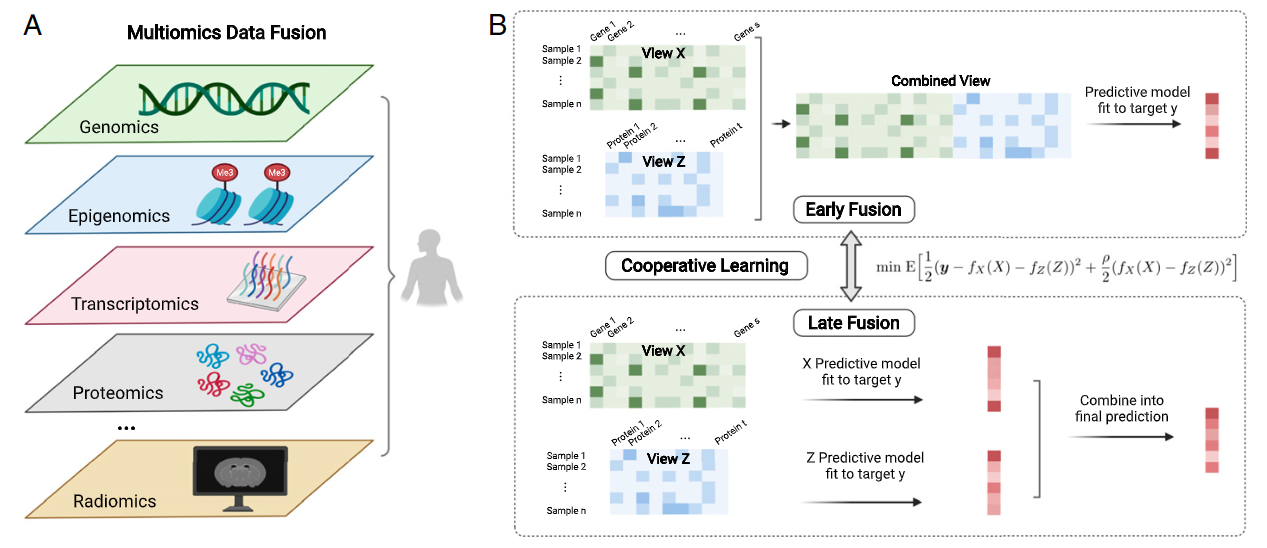 A
Multiomics Data Fusion
Genomics
Me3
Me3
Epigenomics
Transcriptomics
Proteomics
...
Radiomics
B
Gene 1
Gene 2
...
Gene s
Sample 1
Sample 2
⋮
Sample n
View X
Protein 1
Protein 2
...
Protein t
Sample 1
Sample 2
⋮
Sample n
View Z
Combined View
Predictive model
fit to target y
Early Fusion
Cooperative Learning
min E[1/2(y − f_X(X) − f_Z(Z))² + ρ/2(f_X(X) − f_Z(Z))²]
Late Fusion
Gene 1
Gene 2
...
Gene s
Sample 1
Sample 2
⋮
Sample n
View X
Protein 1
Protein 2
...
Protein t
Sample 1
Sample 2
⋮
Sample n
View Z
X Predictive model
fit to target y
Z Predictive model
fit to target y
Combine into
final prediction